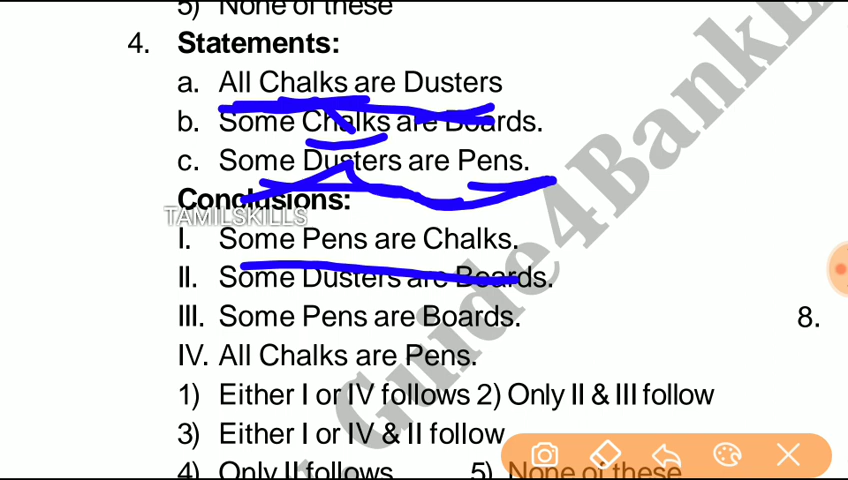 5) None of these
4. Statements:
a. All Chalks are Dusters
b. Some Chalks are Boards.
c. Some Dusters are Pens.
Conclusions:
TAMILSKILLS
I. Some Pens are Chalks.
II. Some Dusters are Boards.
III. Some Pens are Boards.
8.
IV. All Chalks are Pens.
1) Either I or IV follows 2) Only II & III follow
3) Either I or IV & II follow
4) Only II follows 5) None of these
Guide4Bank